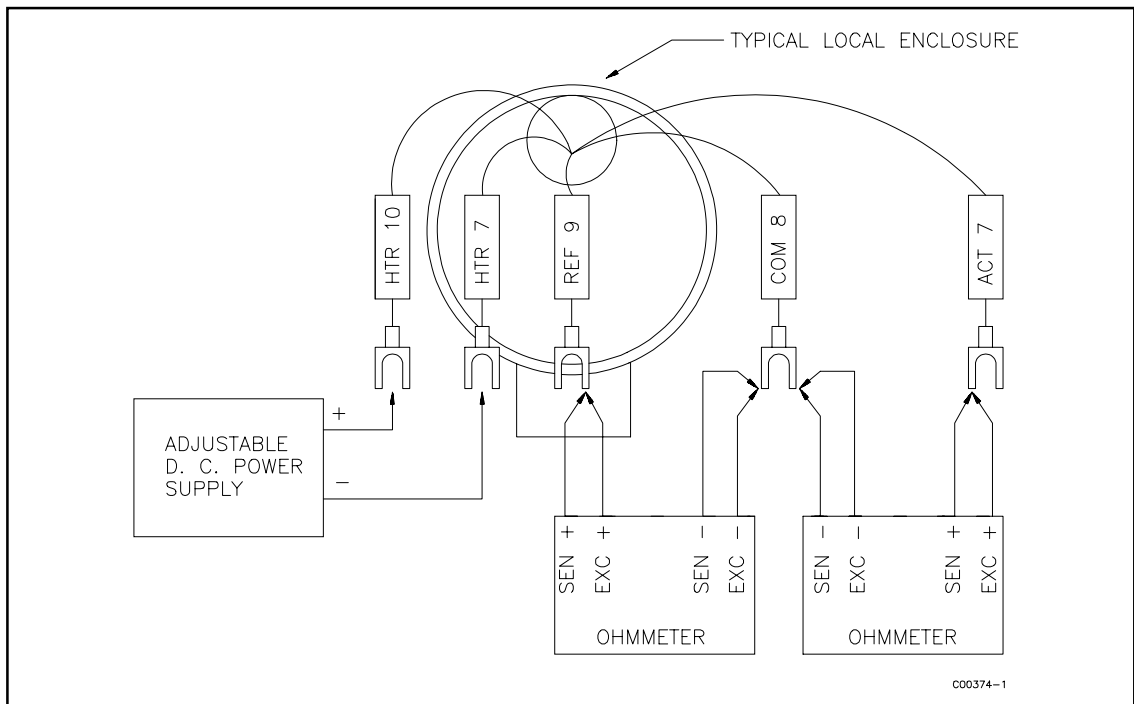 TYPICAL LOCAL ENCLOSURE
HTR 10
HTR 7
REF 9
COM 8
ACT 7
+
−
ADJUSTABLE
D. C. POWER
SUPPLY
SEN +
EXC +
SEN −
EXC −
OHMMETER
SEN −
EXC −
SEN +
EXC +
OHMMETER
C00374-1